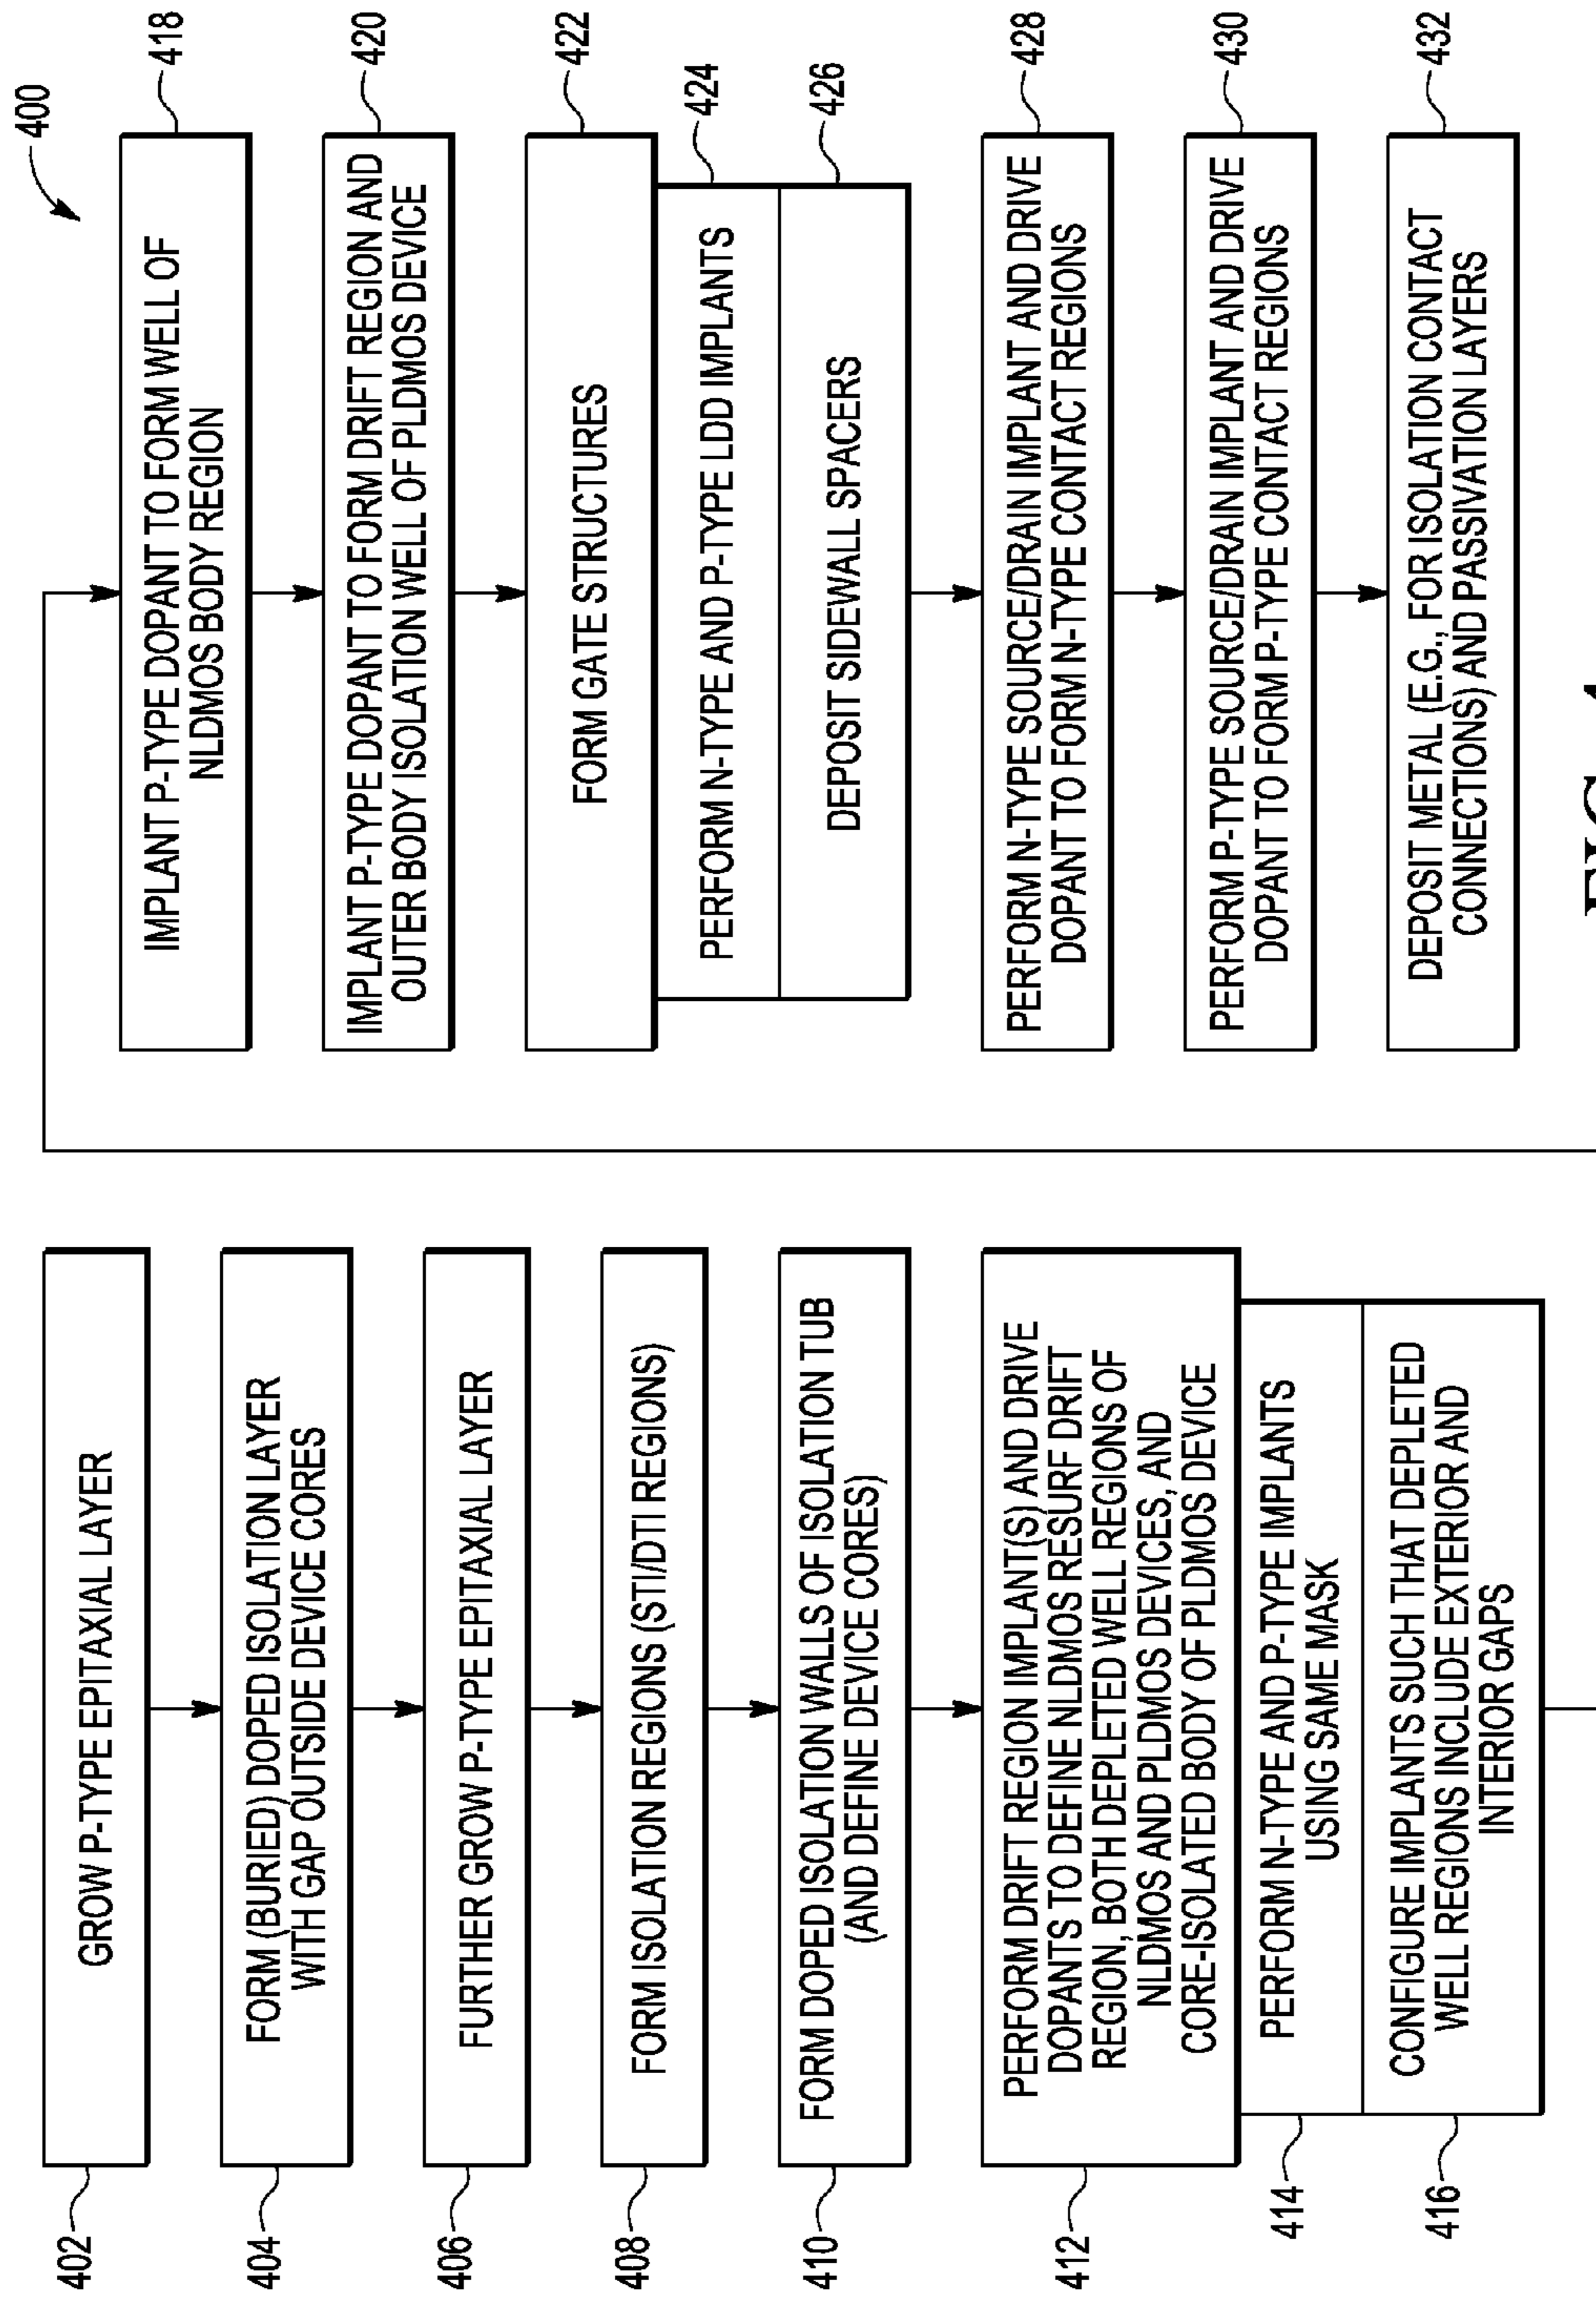 400
402
GROW P-TYPE EPITAXIAL LAYER
404
FORM (BURIED) DOPED ISOLATION LAYER
WITH GAP OUTSIDE DEVICE CORES
406
FURTHER GROW P-TYPE EPITAXIAL LAYER
408
FORM ISOLATION REGIONS (STI/DTI REGIONS)
410
FORM DOPED ISOLATION WALLS OF ISOLATION TUB
(AND DEFINE DEVICE CORES)
412
PERFORM DRIFT REGION IMPLANT(S) AND DRIVE
DOPANTS TO DEFINE NLDMOS RESURF DRIFT
REGION, BOTH DEPLETED WELL REGIONS OF
NLDMOS AND PLDMOS DEVICES, AND
CORE-ISOLATED BODY OF PLDMOS DEVICE
414
PERFORM N-TYPE AND P-TYPE IMPLANTS
USING SAME MASK
416
CONFIGURE IMPLANTS SUCH THAT DEPLETED
WELL REGIONS INCLUDE EXTERIOR AND
INTERIOR GAPS
IMPLANT P-TYPE DOPANT TO FORM WELL OF
NLDMOS BODY REGION
418
IMPLANT P-TYPE DOPANT TO FORM DRIFT REGION AND
OUTER BODY ISOLATION WELL OF PLDMOS DEVICE
420
FORM GATE STRUCTURES
422
PERFORM N-TYPE AND P-TYPE LDD IMPLANTS
424
DEPOSIT SIDEWALL SPACERS
426
PERFORM N-TYPE SOURCE/DRAIN IMPLANT AND DRIVE
DOPANT TO FORM N-TYPE CONTACT REGIONS
428
PERFORM P-TYPE SOURCE/DRAIN IMPLANT AND DRIVE
DOPANT TO FORM P-TYPE CONTACT REGIONS
430
DEPOSIT METAL (E.G., FOR ISOLATION CONTACT
CONNECTIONS) AND PASSIVATION LAYERS
432